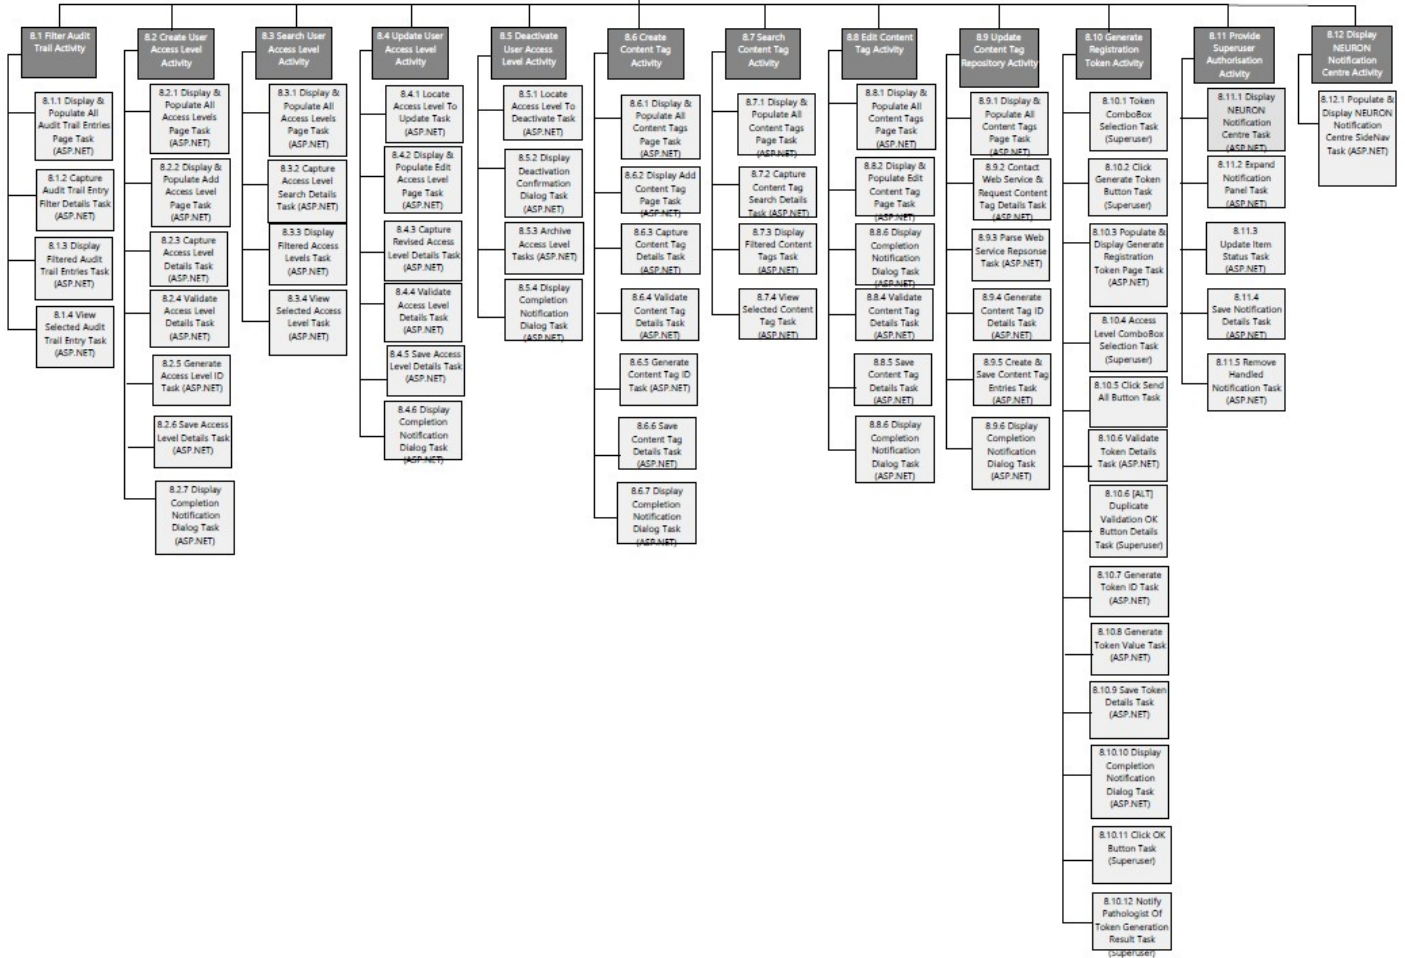 8.1 Filter Audit
Trail Activity
8.1.1 Display &
Populate All
Audit Trail Entries
Page Task
(ASP.NET)
8.1.2 Capture
Audit Trail Entry
Filter Details Task
(ASP.NET)
8.1.3 Display
Filtered Audit
Trail Entries Task
(ASP.NET)
8.1.4 View
Selected Audit
Trail Entry Task
(ASP.NET)
8.2 Create User
Access Level
Activity
8.2.1 Display &
Populate All
Access Levels
Page Task
(ASP.NET)
8.2.2 Display &
Populate Add
Access Level
Page Task
(ASP.NET)
8.2.3 Capture
Access Level
Details Task
(ASP.NET)
8.2.4 Validate
Access Level
Details Task
(ASP.NET)
8.2.5 Generate
Access Level ID
Task (ASP.NET)
8.2.6 Save Access
Level Details Task
(ASP.NET)
8.2.7 Display
Completion
Notification
Dialog Task
(ASP.NET)
8.3 Search User
Access Level
Activity
8.3.1 Display &
Populate All
Access Levels
Page Task
(ASP.NET)
8.3.2 Capture
Access Level
Search Details
Task (ASP.NET)
8.3.3 Display
Filtered Access
Levels Task
(ASP.NET)
8.3.4 View
Selected Access
Level Task
(ASP.NET)
8.4 Update User
Access Level
Activity
8.4.1 Locate
Access Level To
Update Task
(ASP.NET)
8.4.2 Display &
Populate Edit
Access Level
Page Task
(ASP.NET)
8.4.3 Capture
Revised Access
Level Details Task
(ASP.NET)
8.4.4 Validate
Access Level
Details Task
(ASP.NET)
8.4.5 Save Access
Level Details Task
(ASP.NET)
8.4.6 Display
Completion
Notification
Dialog Task
(ASP.NET)
8.5 Deactivate
User Access
Level Activity
8.5.1 Locate
Access Level To
Deactivate Task
(ASP.NET)
8.5.2 Display
Deactivation
Confirmation
Dialog Task
(ASP.NET)
8.5.3 Archive
Access Level
Tasks (ASP.NET)
8.5.4 Display
Completion
Notification
Dialog Task
(ASP.NET)
8.6 Create
Content Tag
Activity
8.6.1 Display &
Populate All
Content Tags
Page Task
(ASP.NET)
8.6.2 Display Add
Content Tag
Page Task
(ASP.NET)
8.6.3 Capture
Content Tag
Details Task
(ASP.NET)
8.6.4 Validate
Content Tag
Details Task
(ASP.NET)
8.6.5 Generate
Content Tag ID
Task (ASP.NET)
8.6.6 Save
Content Tag
Details Task
(ASP.NET)
8.6.7 Display
Completion
Notification
Dialog Task
(ASP.NET)
8.7 Search
Content Tag
Activity
8.7.1 Display &
Populate All
Content Tags
Page Task
(ASP.NET)
8.7.2 Capture
Content Tag
Search Details
Task (ASP.NET)
8.7.3 Display
Filtered Content
Tags Task
(ASP.NET)
8.7.4 View
Selected Content
Tag Task
(ASP.NET)
8.8 Edit Content
Tag Activity
8.8.1 Display &
Populate All
Content Tags
Page Task
(ASP.NET)
8.8.2 Display &
Populate Edit
Content Tag
Page Task
(ASP.NET)
8.8.6 Display
Completion
Notification
Dialog Task
(ASP.NET)
8.8.4 Validate
Content Tag
Details Task
(ASP.NET)
8.8.5 Save
Content Tag
Details Task
(ASP.NET)
8.8.6 Display
Completion
Notification
Dialog Task
(ASP.NET)
8.9 Update
Content Tag
Repository Activity
8.9.1 Display &
Populate All
Content Tags
Page Task
(ASP.NET)
8.9.2 Contact
Web Service &
Request Content
Tag Details Task
(ASP.NET)
8.9.3 Parse Web
Service Repsonse
Task (ASP.NET)
8.9.4 Generate
Content Tag ID
Details Task
(ASP.NET)
8.9.5 Create &
Save Content Tag
Entries Task
(ASP.NET)
8.9.6 Display
Completion
Notification
Dialog Task
(ASP.NET)
8.10 Generate
Registration
Token Activity
8.10.1 Token
ComboBox
Selection Task
(Superuser)
8.10.2 Click
Generate Token
Button Task
(Superuser)
8.10.3 Populate &
Display Generate
Registration
Token Page Task
(ASP.NET)
8.10.4 Access
Level ComboBox
Selection Task
(Superuser)
8.10.5 Click Send
All Button Task
8.10.6 Validate
Token Details
Task (ASP.NET)
8.10.6 [ALT]
Duplicate
Validation OK
Button Details
Task (Superuser)
8.10.7 Generate
Token ID Task
(ASP.NET)
8.10.8 Generate
Token Value Task
(ASP.NET)
8.10.9 Save Token
Details Task
(ASP.NET)
8.10.10 Display
Completion
Notification
Dialog Task
(ASP.NET)
8.10.11 Click OK
Button Task
(Superuser)
8.10.12 Notify
Pathologist Of
Token Generation
Result Task
(Superuser)
8.11 Provide
Superuser
Authorisation
Activity
8.11.1 Display
NEURON
Notification
Centre Task
(ASP.NET)
8.11.2 Expand
Notification
Panel Task
(ASP.NET)
8.11.3
Update Item
Status Task
(ASP.NET)
8.11.4
Save Notification
Details Task
(ASP.NET)
8.11.5 Remove
Handled
Notification Task
(ASP.NET)
8.12 Display
NEURON
Notification
Centre Activity
8.12.1 Populate &
Display NEURON
Notification
Centre SideNav
Task (ASP.NET)